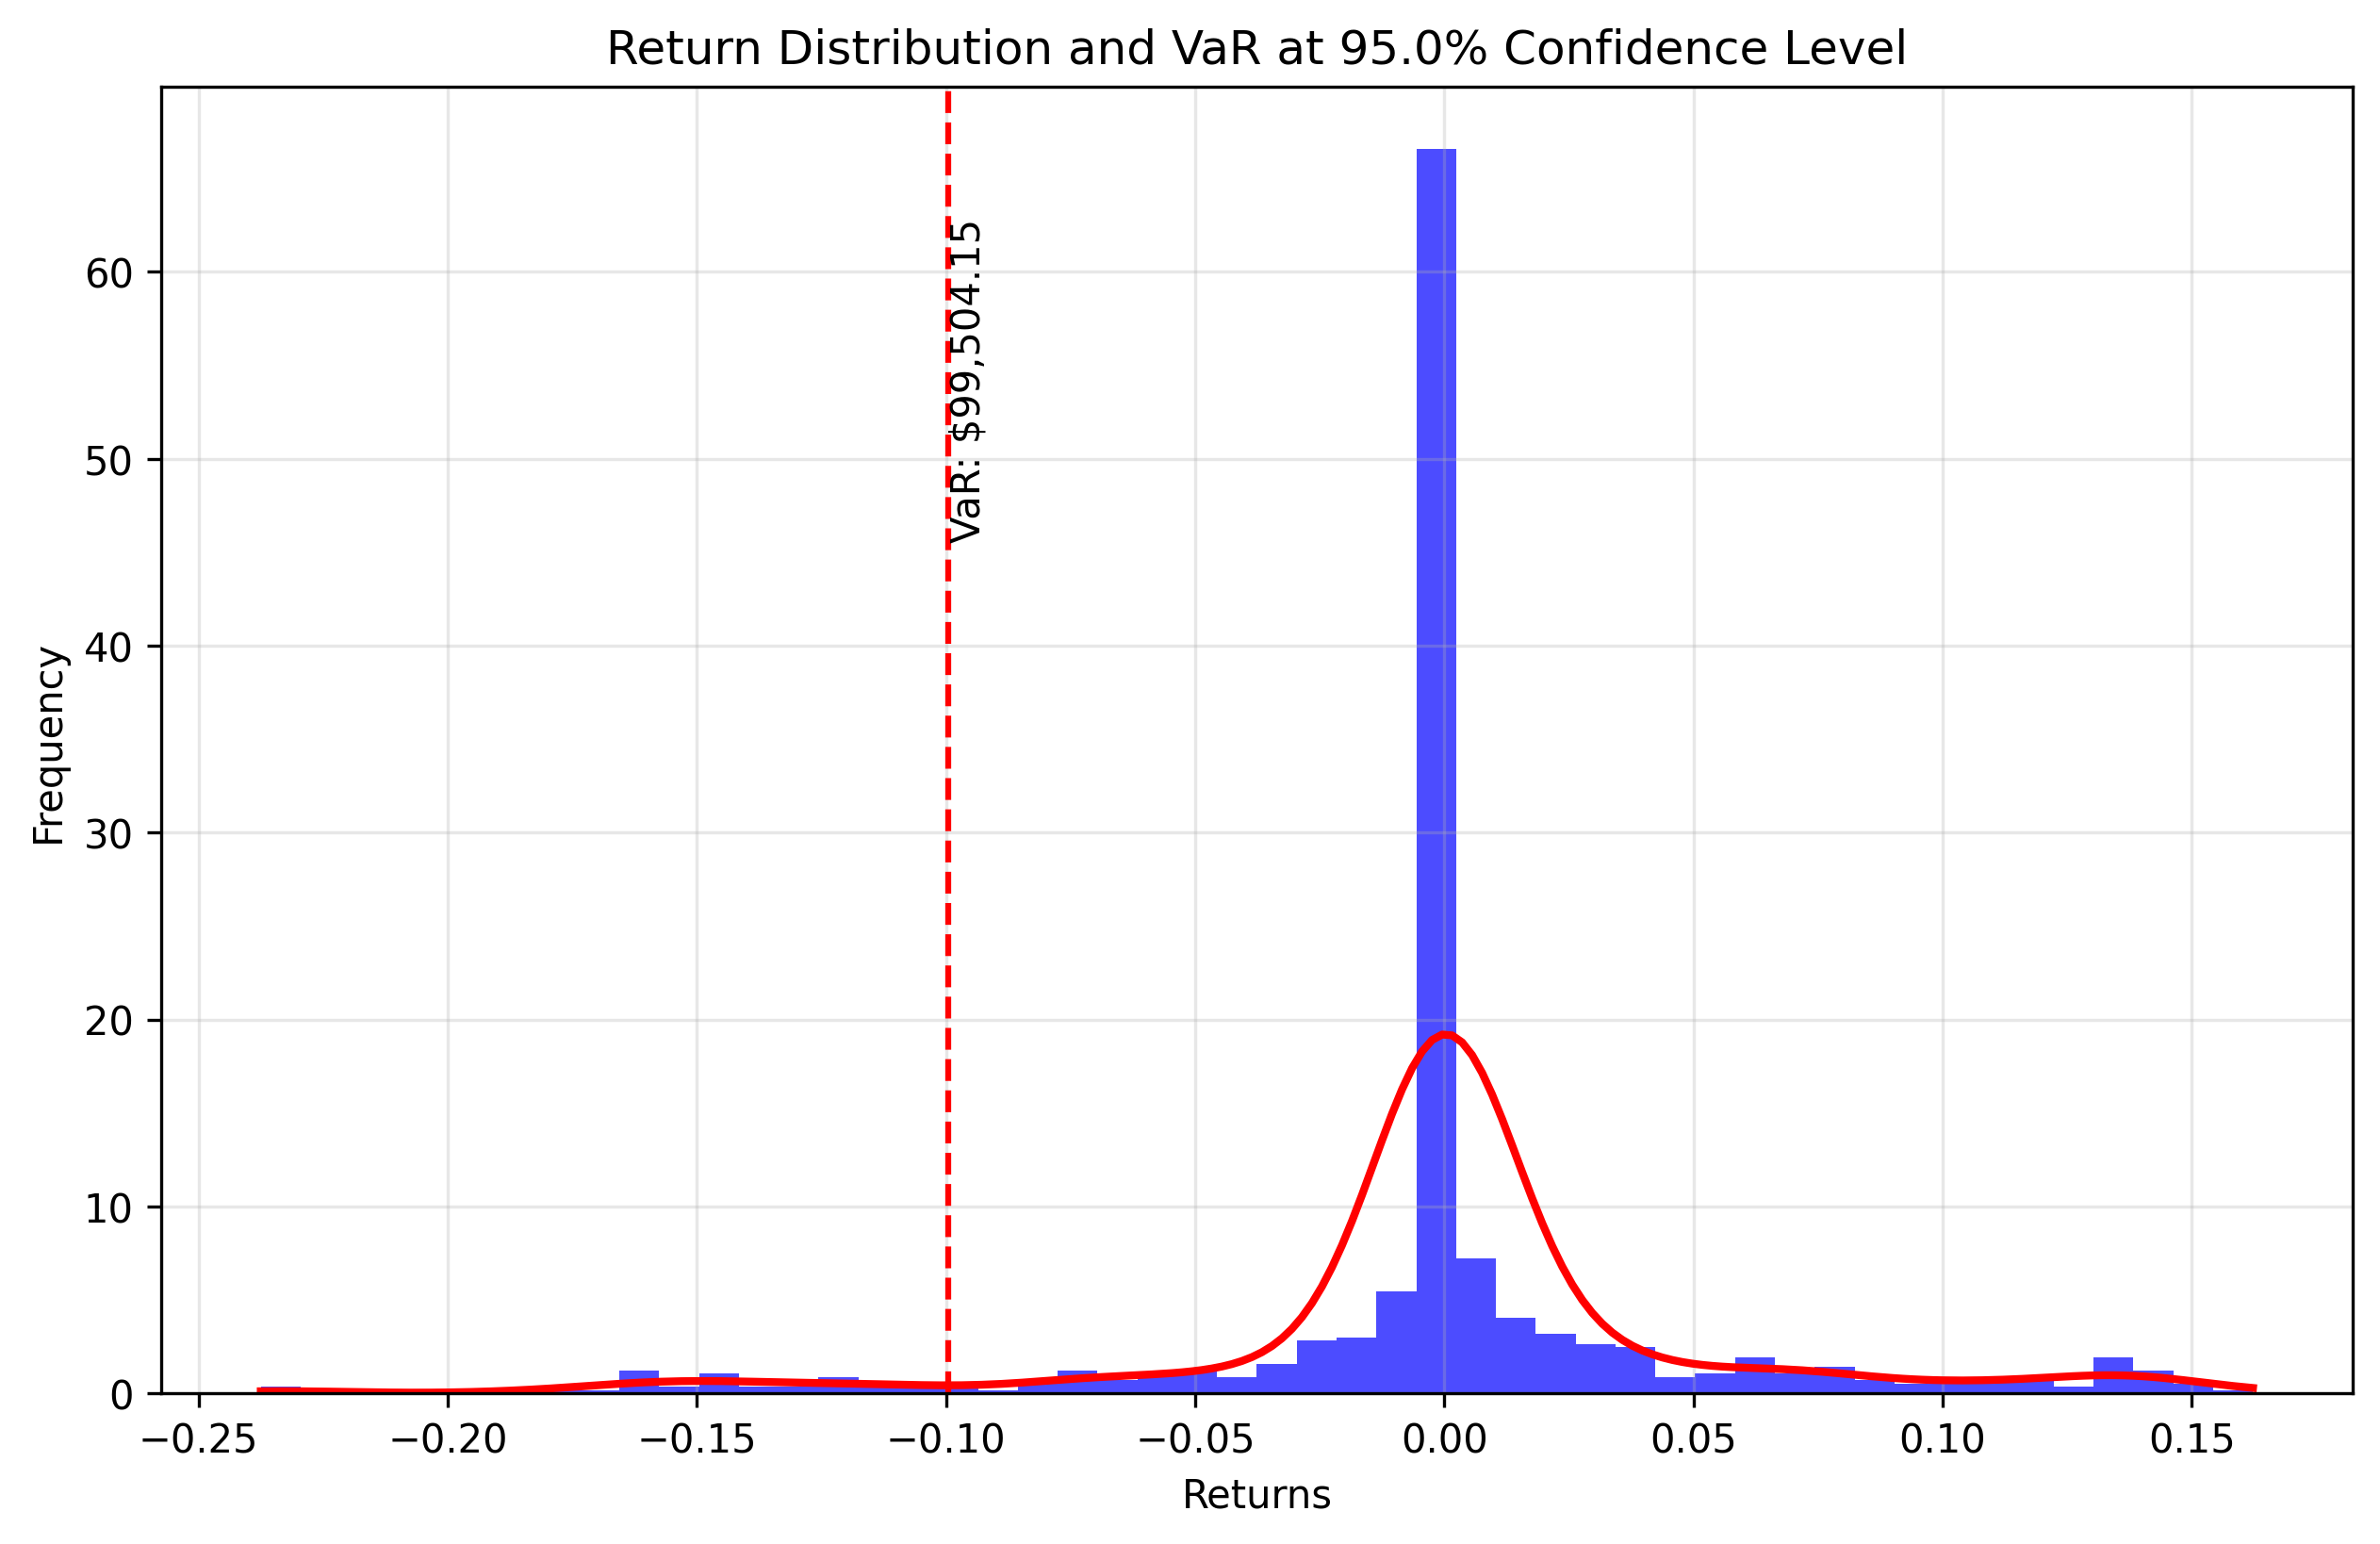 Return Distribution and VaR at 95.0% Confidence Level
Frequency
60
50
40
30
20
10
0
VaR: $99,504.15
−0.25 −0.20 −0.15 −0.10 −0.05 0.00 0.05 0.10 0.15
Returns